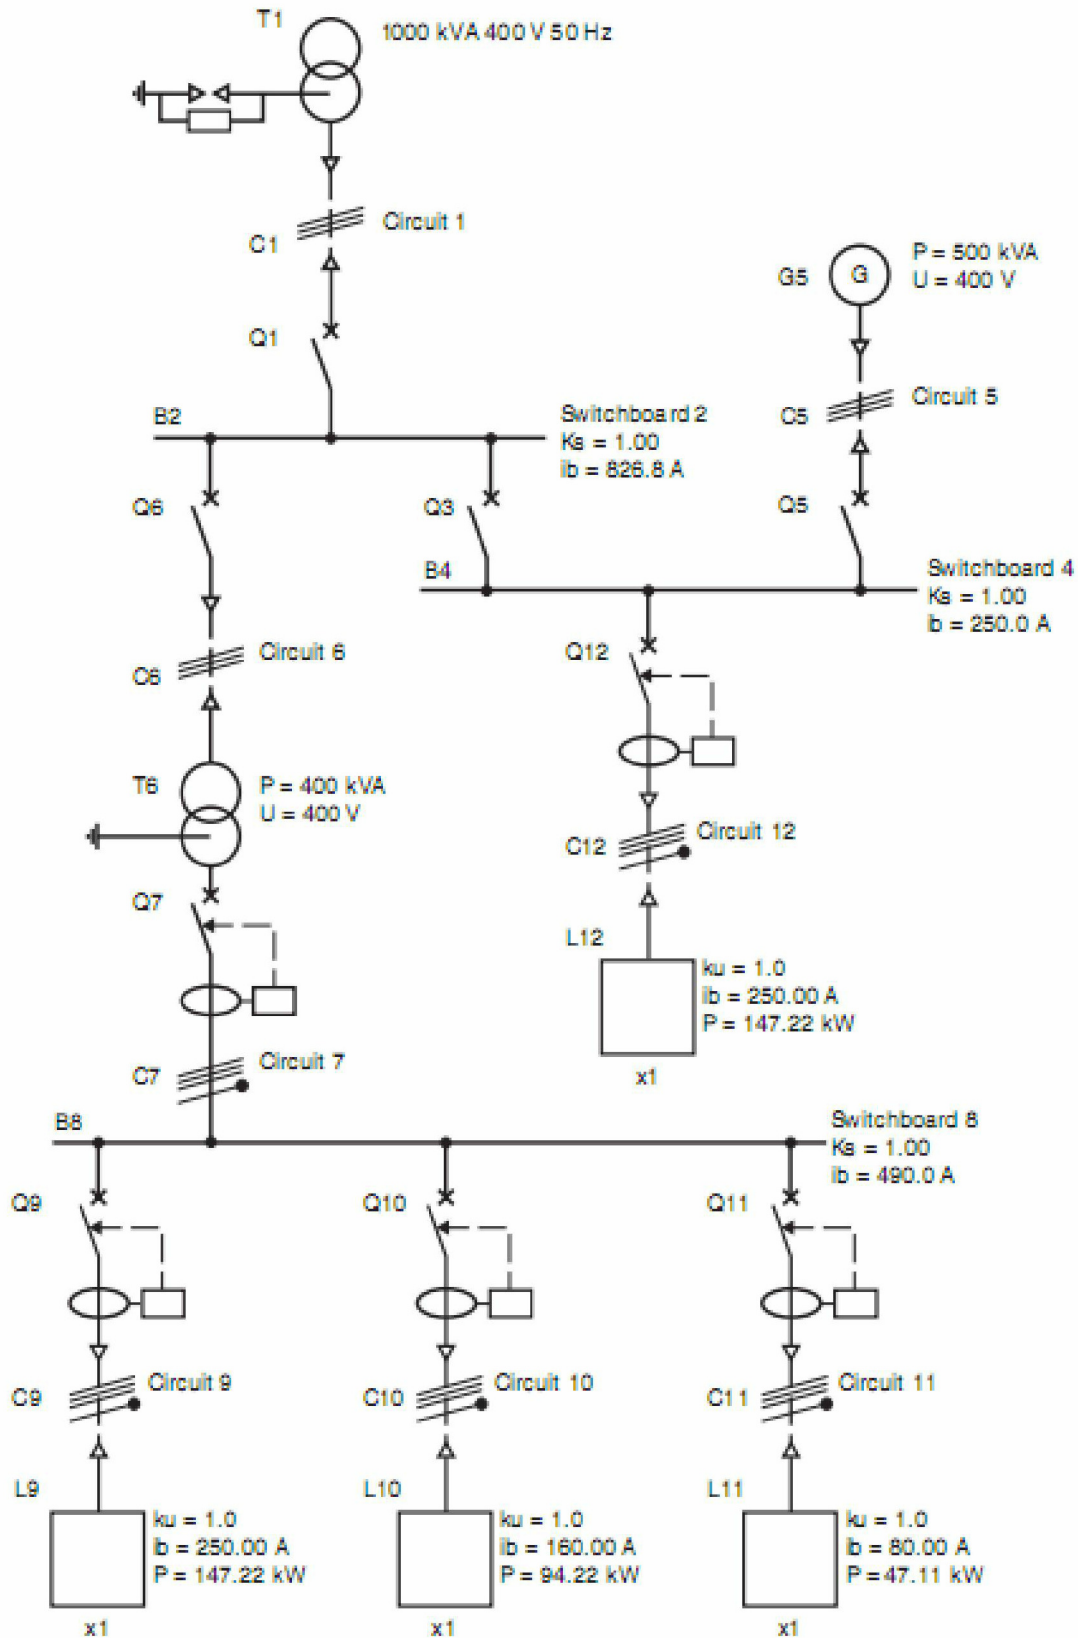 T1
1000 kVA 400 V 50 Hz
Circuit 1
C1
Q1
G5
G
P = 500 kVA
U = 400 V
C5
Circuit 5
B2
Switchboard 2
Ks = 1.00
ib = 826.8 A
Q6
Q3
Q5
B4
Switchboard 4
Ks = 1.00
ib = 250.0 A
C6
Circuit 6
Q12
T6
P = 400 kVA
U = 400 V
C12
Circuit 12
Q7
L12
ku = 1.0
ib = 250.00 A
P = 147.22 kW
x1
C7
Circuit 7
B8
Switchboard 8
Ks = 1.00
ib = 490.0 A
Q9
Q10
Q11
C9
Circuit 9
C10
Circuit 10
C11
Circuit 11
L9
ku = 1.0
ib = 250.00 A
P = 147.22 kW
x1
L10
ku = 1.0
ib = 160.00 A
P = 94.22 kW
x1
L11
ku = 1.0
ib = 80.00 A
P = 47.11 kW
x1